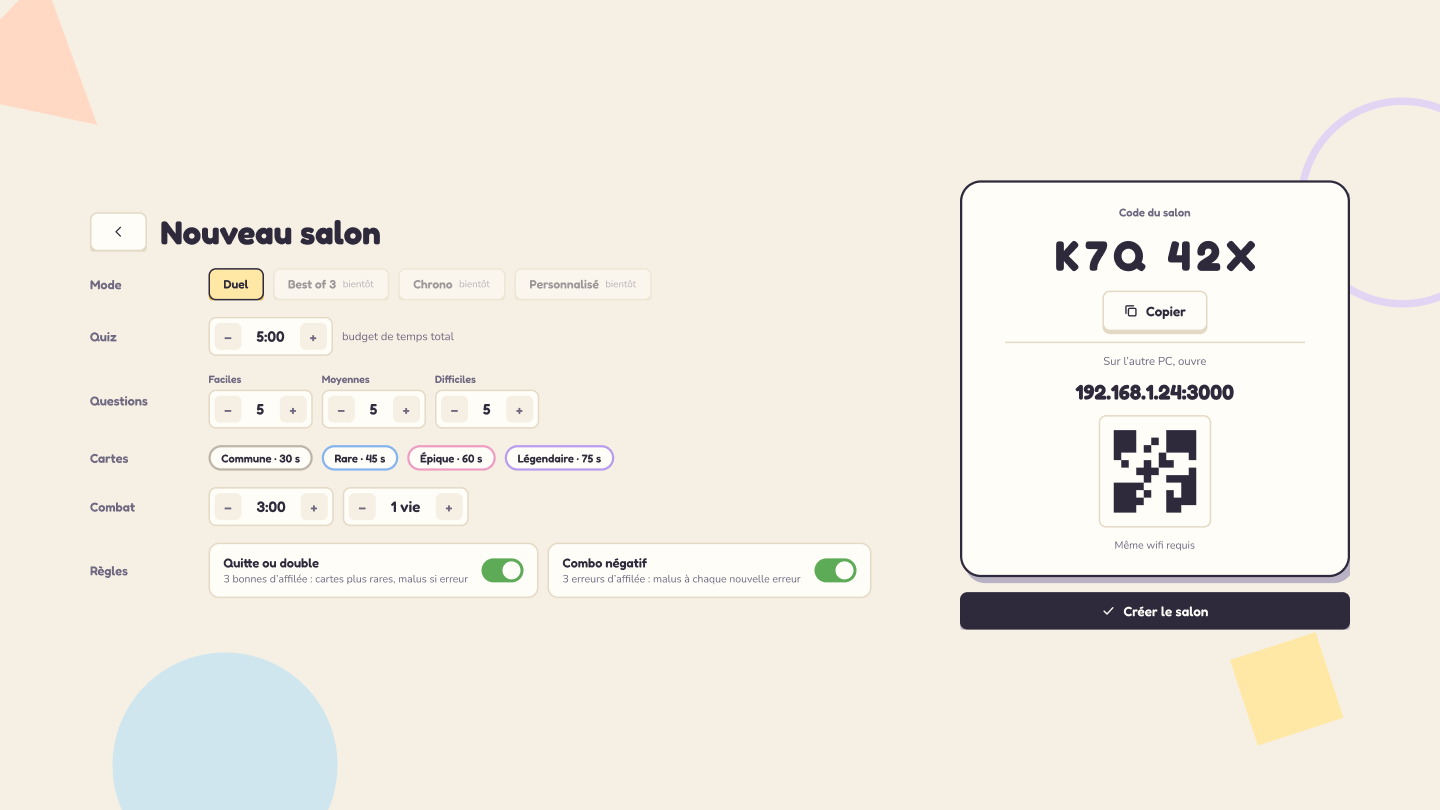 Nouveau salon
Mode
Duel
Best of 3 bientôt
Chrono bientôt
Personnalisé bientôt
Quiz
– 5:00 +
budget de temps total
Questions
Faciles
– 5 +
Moyennes
– 5 +
Difficiles
– 5 +
Cartes
Commune · 30 s
Rare · 45 s
Épique · 60 s
Légendaire · 75 s
Combat
– 3:00 +
– 1 vie +
Règles
Quitte ou double
3 bonnes d’affilée : cartes plus rares, malus si erreur
Combo négatif
3 erreurs d’affilée : malus à chaque nouvelle erreur
Code du salon
K7Q 42X
Copier
Sur l’autre PC, ouvre
192.168.1.24:3000
Même wifi requis
Créer le salon